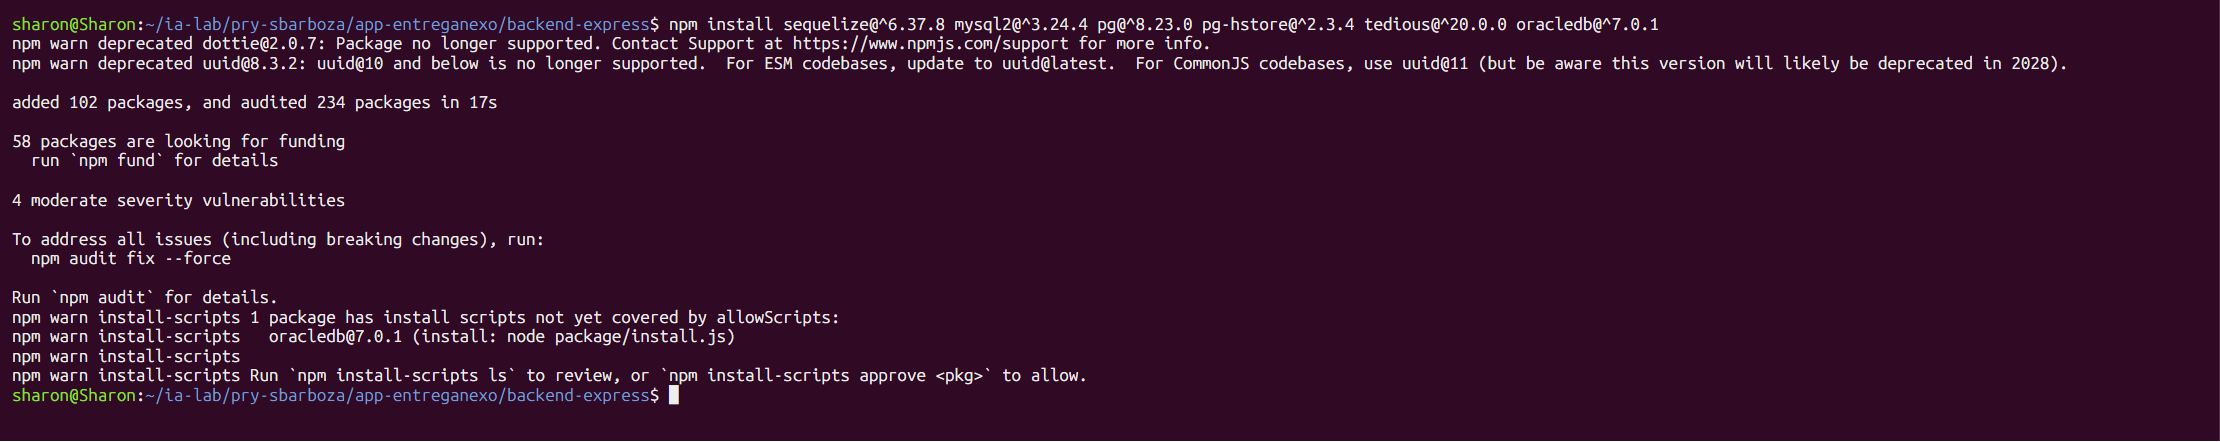 sharon@Sharon:~/ia-lab/pry-sbarboza/app-entreganexo/backend-express$ npm install sequelize@^6.37.8 mysql2@^3.24.4 pg@^8.23.0 pg-hstore@^2.3.4 tedious@^20.0.0 oracledb@^7.0.1
npm warn deprecated dottie@2.0.7: Package no longer supported. Contact Support at https://www.npmjs.com/support for more info.
npm warn deprecated uuid@8.3.2: uuid@10 and below is no longer supported.  For ESM codebases, update to uuid@latest.  For CommonJS codebases, use uuid@11 (but be aware this version will likely be deprecated in 2028).
added 102 packages, and audited 234 packages in 17s
58 packages are looking for funding
  run `npm fund` for details
4 moderate severity vulnerabilities
To address all issues (including breaking changes), run:
  npm audit fix --force
Run `npm audit` for details.
npm warn install-scripts 1 package has install scripts not yet covered by allowScripts:
npm warn install-scripts   oracledb@7.0.1 (install: node package/install.js)
npm warn install-scripts
npm warn install-scripts Run `npm install-scripts ls` to review, or `npm install-scripts approve <pkg>` to allow.
sharon@Sharon:~/ia-lab/pry-sbarboza/app-entreganexo/backend-express$